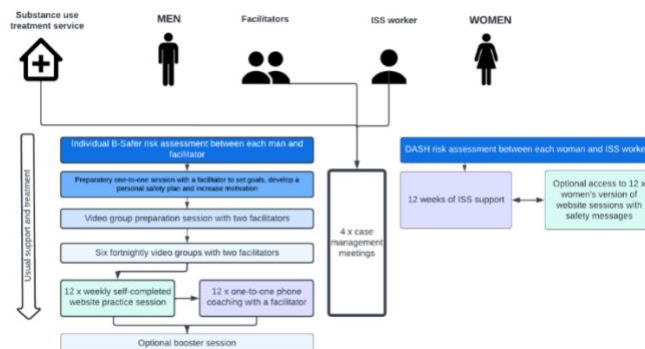 Substance use
treatment service
MEN
Facilitators
ISS worker
WOMEN
Usual support and treatment
Individual B-Safer risk assessment between each man and
facilitator
Preparatory one-to-one session with a facilitator to set goals, develop a
personal safety plan and increase motivation
Video group preparation session with two facilitators
Six fortnightly video groups with two facilitators
12 x weekly self-completed
website practice session
12 x one-to-one phone
coaching with a facilitator
Optional booster session
4 x case
management
meetings
DASH risk assessment between each woman and ISS worker
12 weeks of ISS support
Optional access to 12 x
women's version of
website sessions with
safety messages